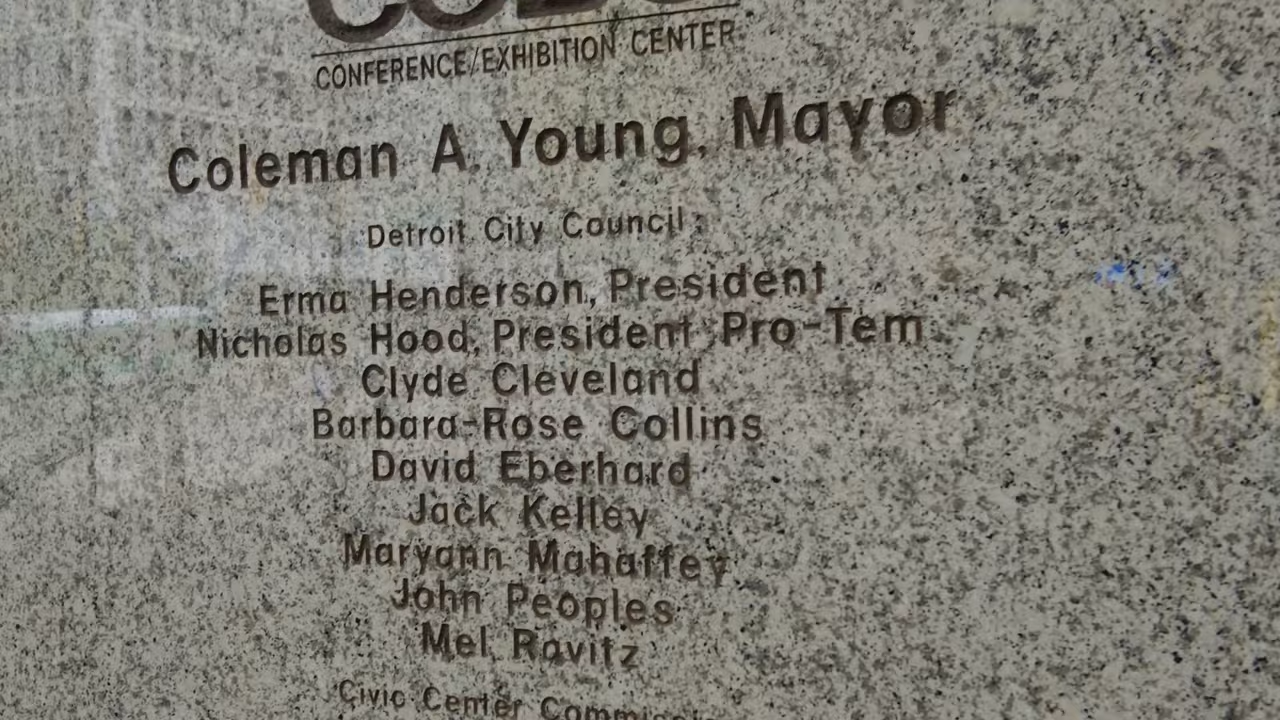 CONFERENCE/EXHIBITION CENTER
Coleman A. Young, Mayor
Detroit City Council:
Erma Henderson, President
Nicholas Hood, President Pro-Tem
Clyde Cleveland
Barbara-Rose Collins
David Eberhard
Jack Kelley
Maryann Mahaffey
John Peoples
Mel Ravitz
Civic Center